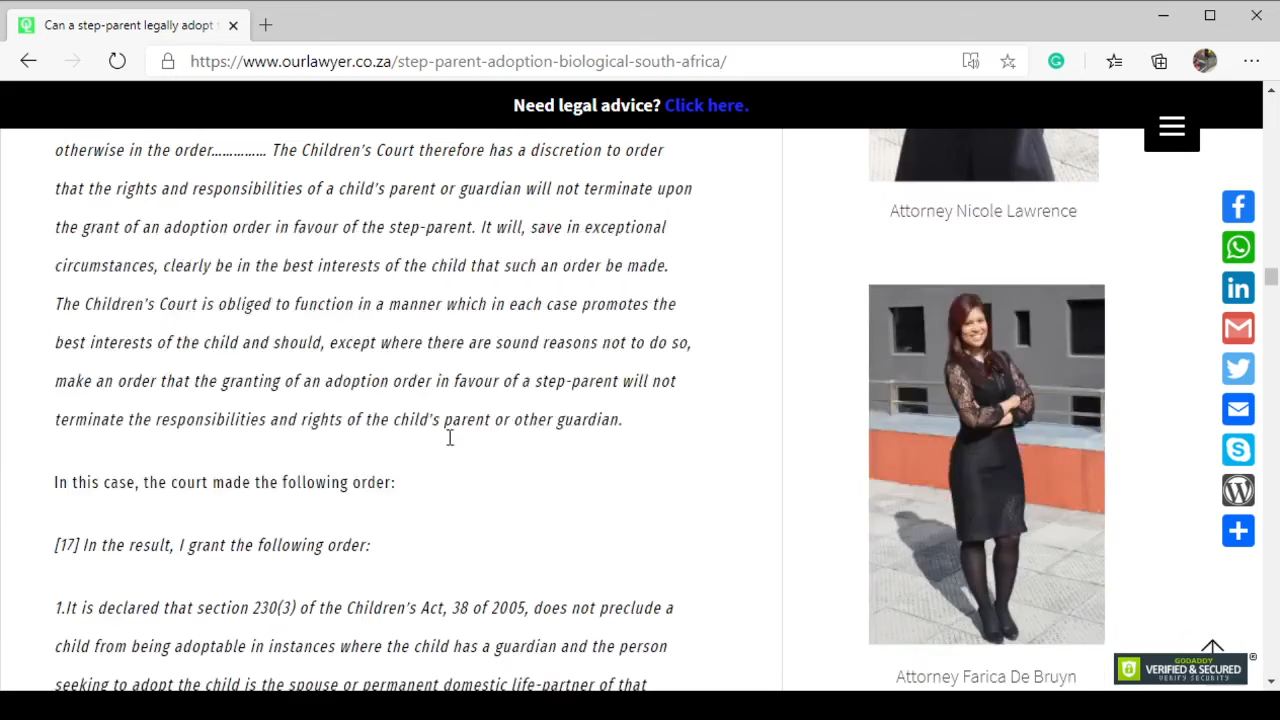 Can a step-parent legally adopt
https://www.ourlawyer.co.za/step-parent-adoption-biological-south-africa/
Need legal advice? Click here.
otherwise in the order…………… The Children's Court therefore has a discretion to order
that the rights and responsibilities of a child's parent or guardian will not terminate upon
the grant of an adoption order in favour of the step-parent. It will, save in exceptional
circumstances, clearly be in the best interests of the child that such an order be made.
The Children's Court is obliged to function in a manner which in each case promotes the
best interests of the child and should, except where there are sound reasons not to do so,
make an order that the granting of an adoption order in favour of a step-parent will not
terminate the responsibilities and rights of the child's parent or other guardian.
In this case, the court made the following order:
[17] In the result, I grant the following order:
1.It is declared that section 230(3) of the Children's Act, 38 of 2005, does not preclude a
child from being adoptable in instances where the child has a guardian and the person
seeking to adopt the child is the spouse or permanent domestic life-partner of that
Attorney Nicole Lawrence
Attorney Farica De Bruyn
GODADDY
VERIFIED & SECURED
VERIFY SECURITY